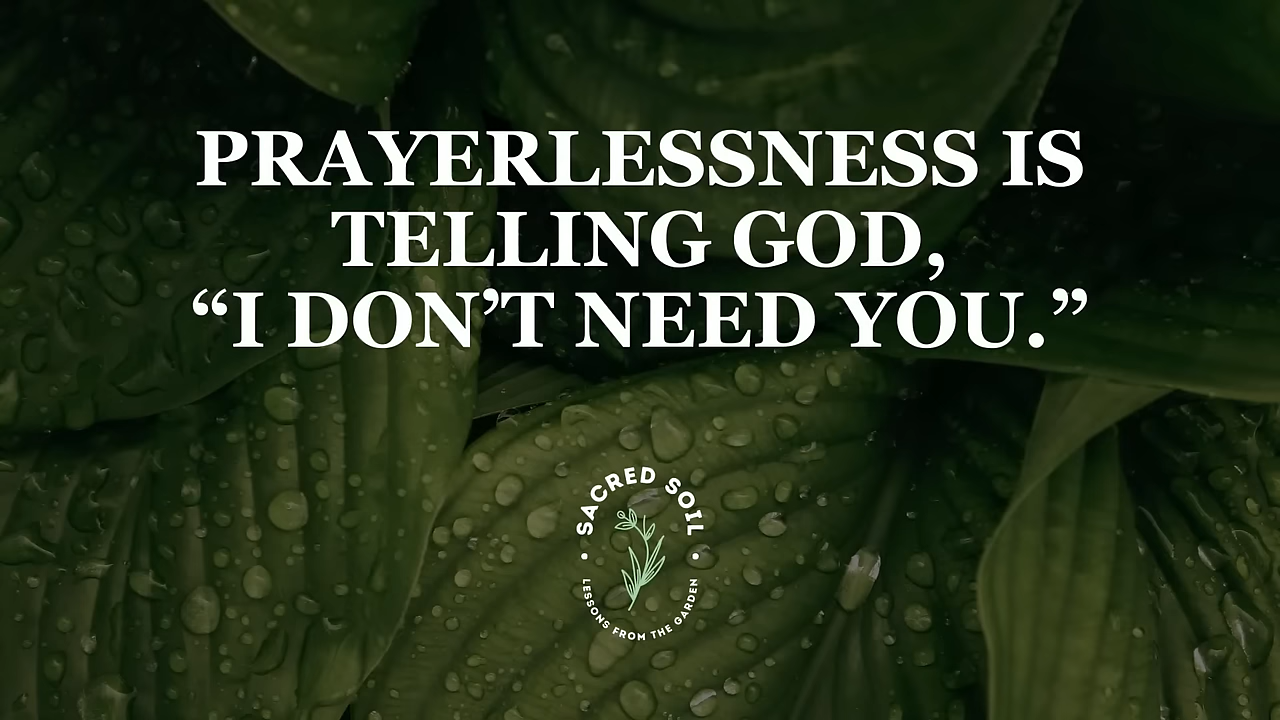 PRAYERLESSNESS IS
TELLING GOD,
“I DON’T NEED YOU.”
• SACRED SOIL •
LESSONS FROM THE GARDEN